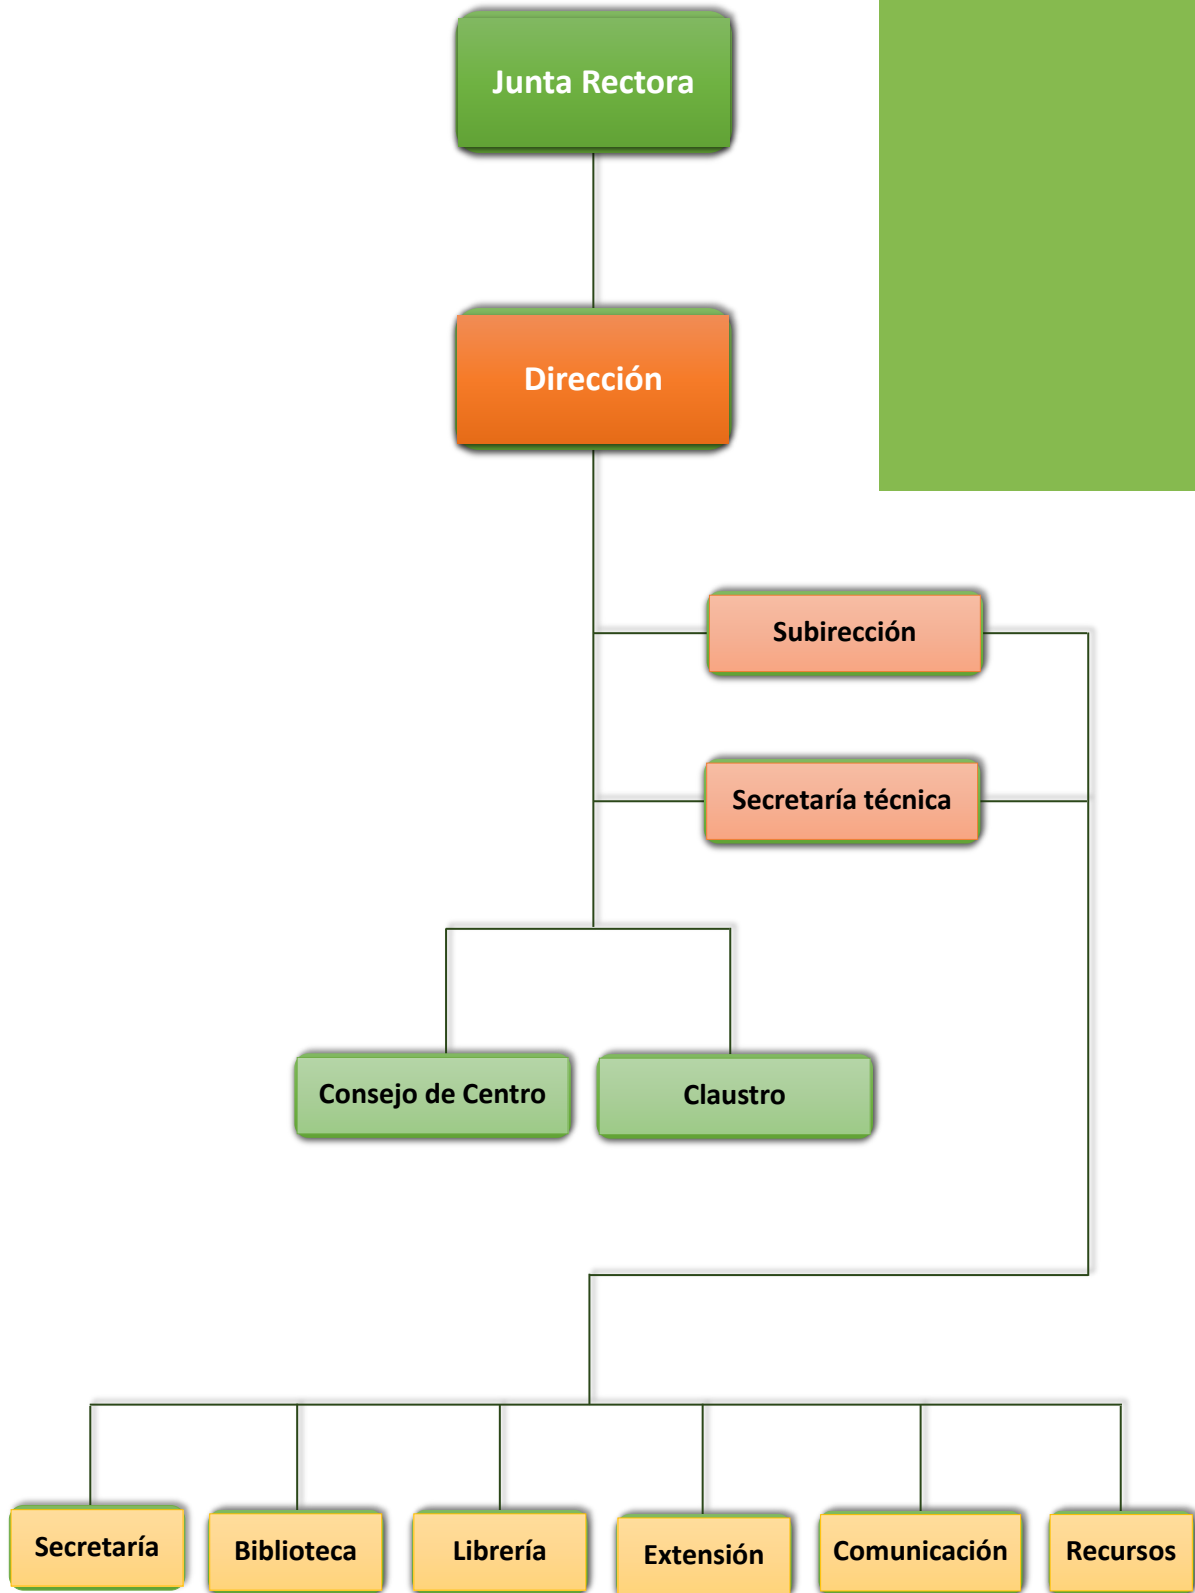 Junta Rectora
Dirección
Subirección
Secretaría técnica
Consejo de Centro
Claustro
Secretaría
Biblioteca
Librería
Extensión
Comunicación
Recursos